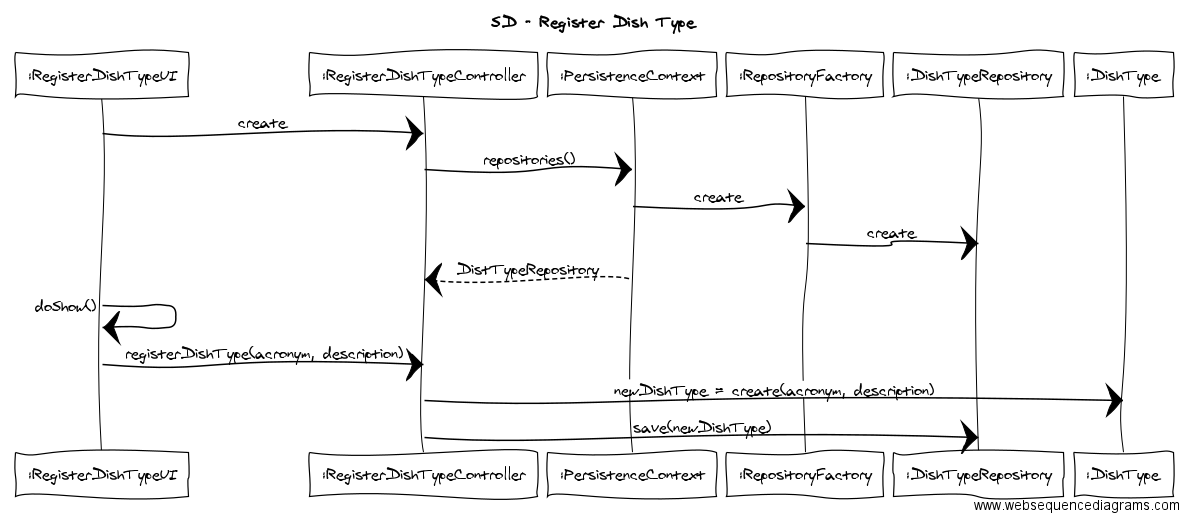 SD - Register Dish Type
:RegisterDishTypeUI :RegisterDishTypeController :PersistenceContext :RepositoryFactory :DishTypeRepository :DishType
create
repositories()
create
create
DistTypeRepository
doShow()
registerDishType(acronym, description)
newDishType = create(acronym, description)
save(newDishType)
:RegisterDishTypeUI :RegisterDishTypeController :PersistenceContext :RepositoryFactory :DishTypeRepository :DishType
www.websequencediagrams.com